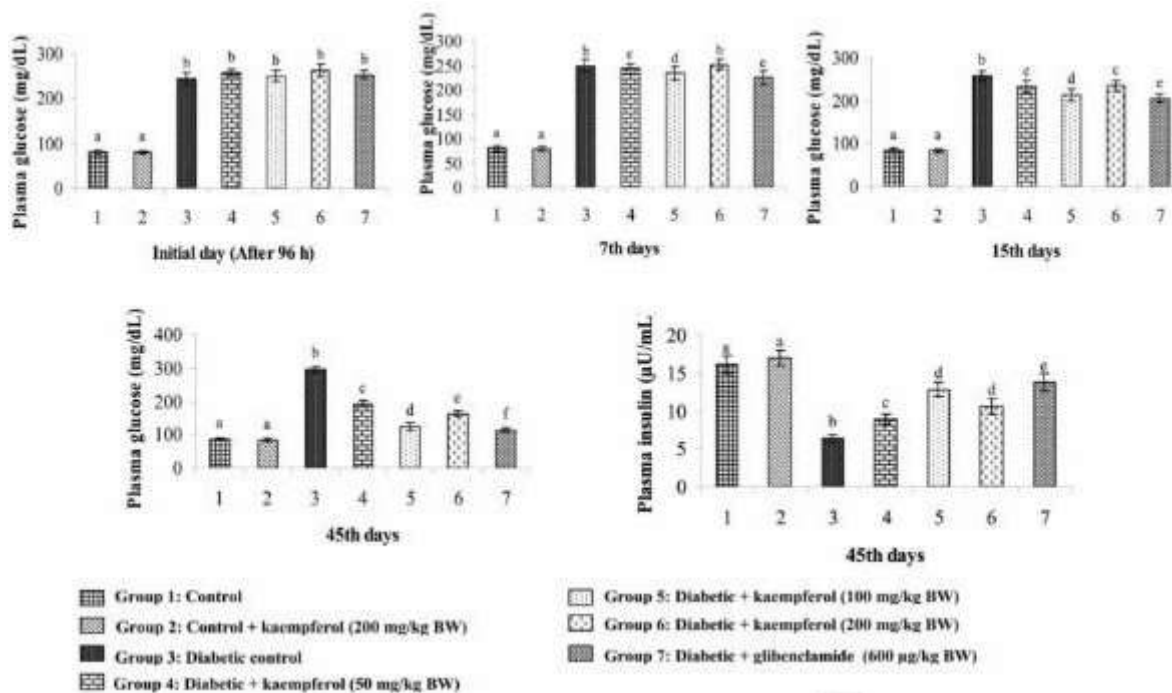 Plasma glucose (mg/dL)
300
200
100
0
a a b b b b b
1 2 3 4 5 6 7
Initial day (After 96 h)
Plasma glucose (mg/dL)
300
250
200
150
100
50
0
a a b c d b e
1 2 3 4 5 6 7
7th days
Plasma glucose (mg/dL)
300
200
100
0
a a b c d c e
1 2 3 4 5 6 7
15th days
Plasma glucose (mg/dL)
400
300
200
100
0
a a b c d e f
1 2 3 4 5 6 7
45th days
Plasma insulin (µU/mL
20
15
10
5
0
a a b c d d e
1 2 3 4 5 6 7
45th days
Group 1: Control
Group 2: Control + kaempferol (200 mg/kg BW)
Group 3: Diabetic control
Group 4: Diabetic + kaempferol (50 mg/kg BW)
Group 5: Diabetic + kaempferol (100 mg/kg BW)
Group 6: Diabetic + kaempferol (200 mg/kg BW)
Group 7: Diabetic + glibenclamide (600 µg/kg BW)